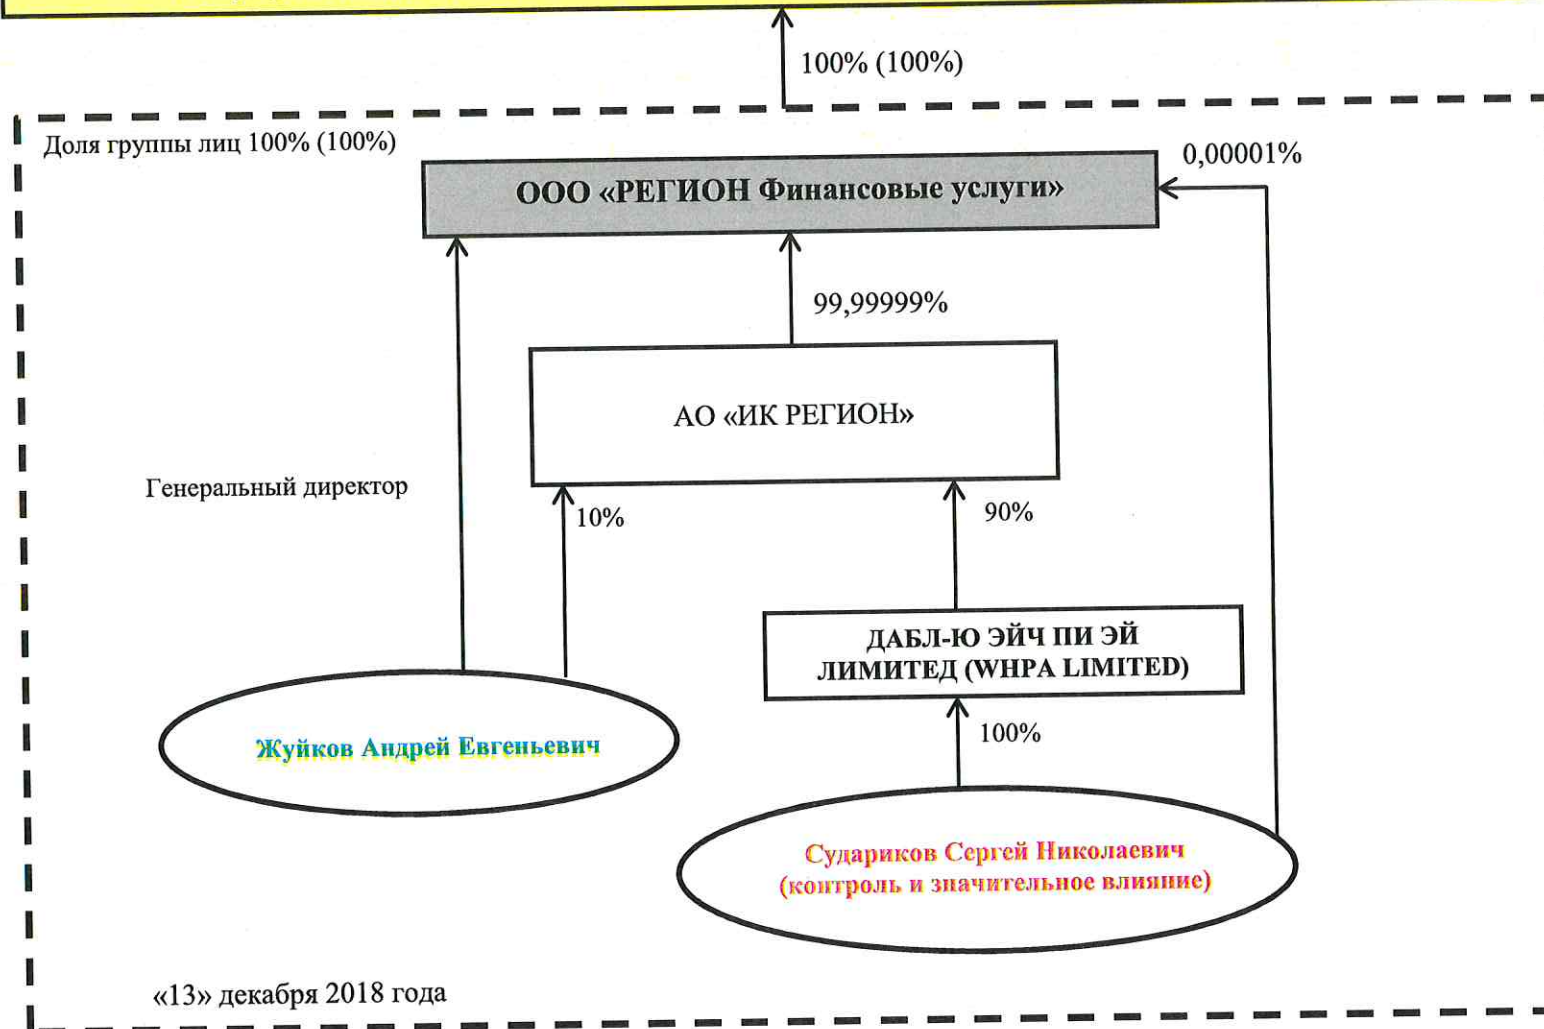 100% (100%)
Доля группы лиц 100% (100%)
0,00001%
ООО «РЕГИОН Финансовые услуги»
99,99999%
АО «ИК РЕГИОН»
Генеральный директор
10%
90%
ДАБЛ-Ю ЭЙЧ ПИ ЭЙ
ЛИМИТЕД (WHPA LIMITED)
100%
Жуйков Андрей Евгеньевич
Судариков Сергей Николаевич
(контроль и значительное влияние)
«13» декабря 2018 года